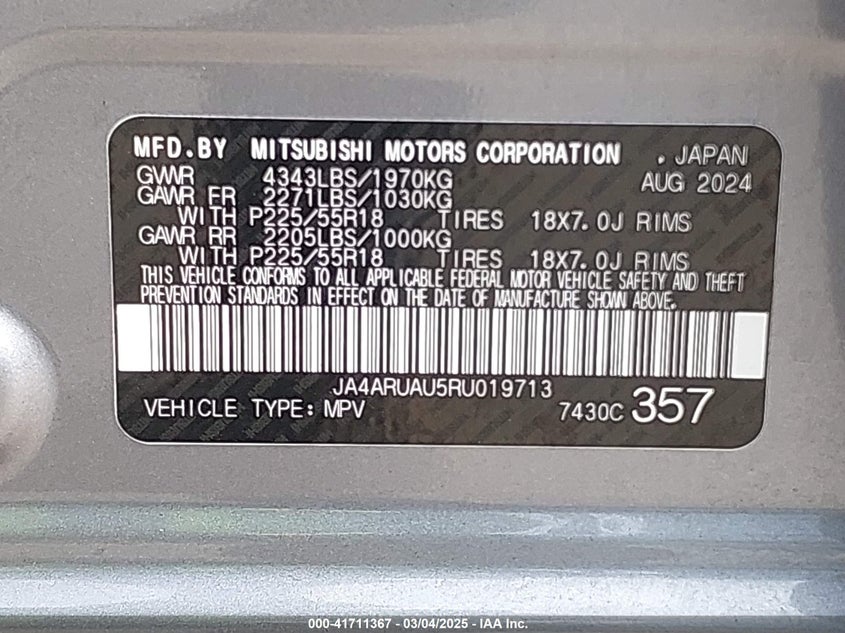 MFD.BY MITSUBISHI MOTORS CORPORATION . JAPAN
GVWR 4343LBS/1970KG AUG 2024
GAWR FR 2271LBS/1030KG
WITH P225/55R18 TIRES 18X7.0J RIMS
GAWR RR 2205LBS/1000KG
WITH P225/55R18 TIRES 18X7.0J RIMS
THIS VEHICLE CONFORMS TO ALL APPLICABLE FEDERAL MOTOR VEHICLE SAFETY AND THEFT
PREVENTION STANDARDS IN EFFECT ON THE DATE OF MANUFACTURE SHOWN ABOVE.
JA4ARUAU5RU019713
VEHICLE TYPE: MPV 7430C 357
000-41711367 - 03/04/2025 - IAA Inc.